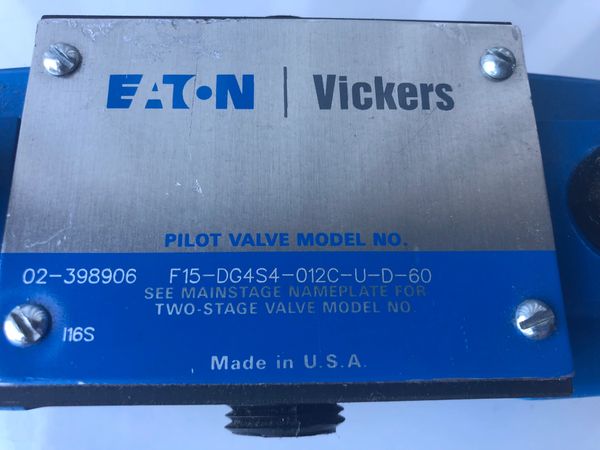 EATON | Vickers
PILOT VALVE MODEL NO.
02-398906 F15-DG4S4-012C-U-D-60
SEE MAINSTAGE NAMEPLATE FOR
TWO-STAGE VALVE MODEL NO.
I16S
Made in U.S.A.